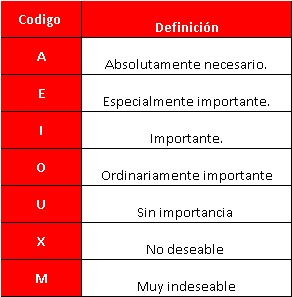 Codigo Definición
A Absolutamente necesario.
E Especialmente importante.
I Importante.
O Ordinariamente importante
U Sin importancia
X No deseable
M Muy indeseable